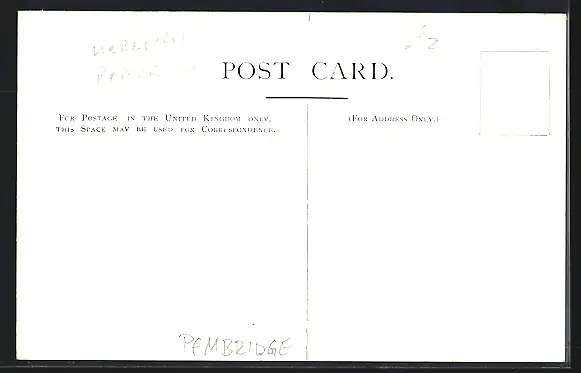 POST CARD.
FOR POSTAGE IN THE UNITED KINGDOM ONLY,
THIS SPACE MAY BE USED FOR CORRESPONDENCE.
(FOR ADDRESS ONLY.)
PEMBRIDGE